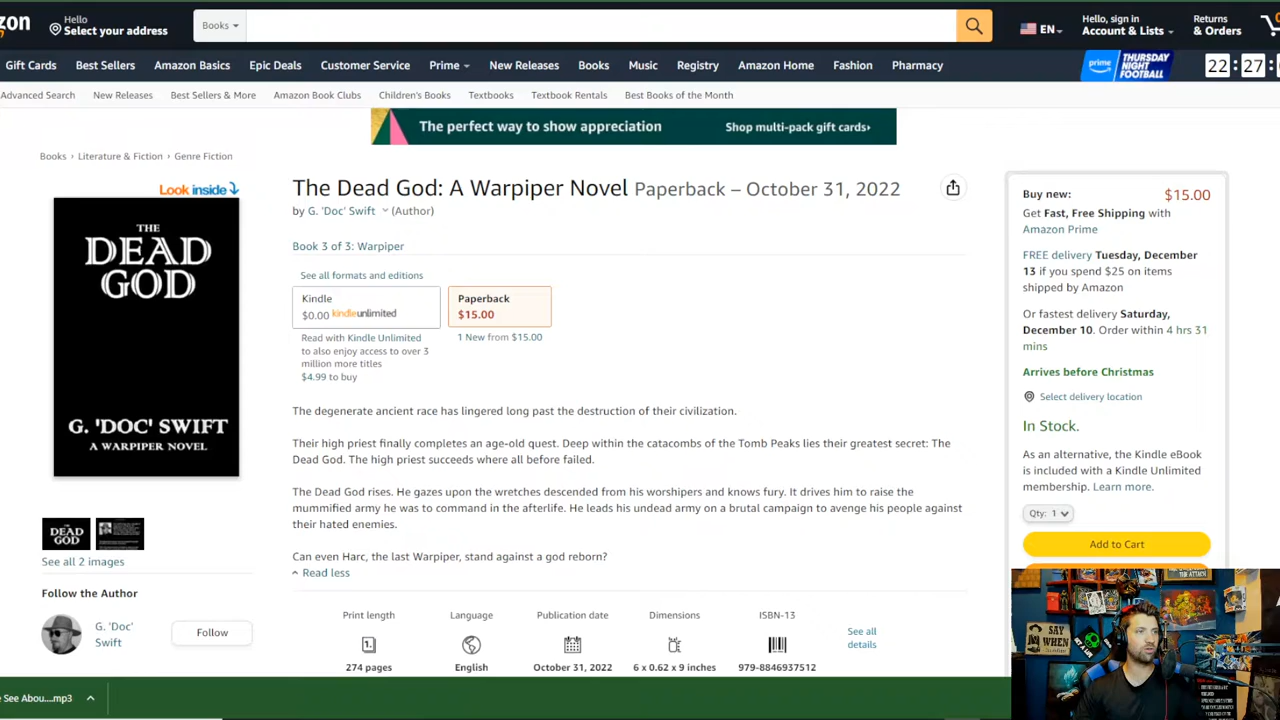 zon
Hello
Select your address
Books
EN
Hello, sign in
Account & Lists
Returns
& Orders
Gift Cards
Best Sellers
Amazon Basics
Epic Deals
Customer Service
Prime
New Releases
Books
Music
Registry
Amazon Home
Fashion
Pharmacy
prime
THURSDAY
NIGHT
FOOTBALL
22 : 27 :
Advanced Search
New Releases
Best Sellers & More
Amazon Book Clubs
Children's Books
Textbooks
Textbook Rentals
Best Books of the Month
The perfect way to show appreciation
Shop multi-pack gift cards›
Books › Literature & Fiction › Genre Fiction
Look inside
THE
DEAD
GOD
G. 'DOC' SWIFT
A WARPIPER NOVEL
THE
DEAD
GOD
See all 2 images
Follow the Author
G. 'Doc'
Swift
Follow
The Dead God: A Warpiper Novel Paperback – October 31, 2022
by G. 'Doc' Swift (Author)
Book 3 of 3: Warpiper
See all formats and editions
Kindle
$0.00 kindleunlimited
Read with Kindle Unlimited
to also enjoy access to over 3
million more titles
$4.99 to buy
Paperback
$15.00
1 New from $15.00
The degenerate ancient race has lingered long past the destruction of their civilization.
Their high priest finally completes an age-old quest. Deep within the catacombs of the Tomb Peaks lies their greatest secret: The
Dead God. The high priest succeeds where all before failed.
The Dead God rises. He gazes upon the wretches descended from his worshipers and knows fury. It drives him to raise the
mummified army he was to command in the afterlife. He leads his undead army on a brutal campaign to avenge his people against
their hated enemies.
Can even Harc, the last Warpiper, stand against a god reborn?
Read less
Print length
274 pages
Language
English
Publication date
October 31, 2022
Dimensions
6 x 0.62 x 9 inches
ISBN-13
979-8846937512
See all
details
Buy new:
$15.00
Get Fast, Free Shipping with
Amazon Prime
FREE delivery Tuesday, December
13 if you spend $25 on items
shipped by Amazon
Or fastest delivery Saturday,
December 10. Order within 4 hrs 31
mins
Arrives before Christmas
Select delivery location
In Stock.
As an alternative, the Kindle eBook
is included with a Kindle Unlimited
membership. Learn more.
Qty: 1
Add to Cart
SAY
WHEN
e See Abou....mp3